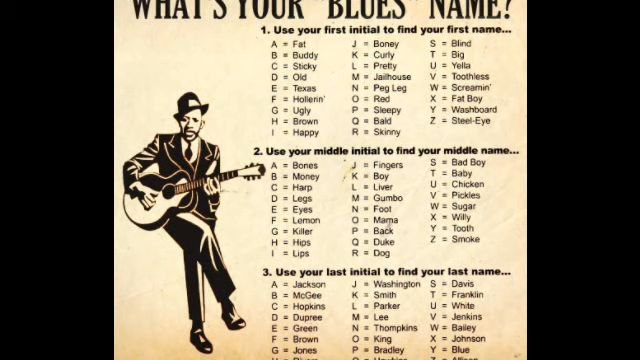 WHAT'S YOUR "BLUES" NAME?
1. Use your first initial to find your first name...
A = Fat J = Boney S = Blind
B = Buddy K = Curly T = Big
C = Sticky L = Pretty U = Yella
D = Old M = Jailhouse V = Toothless
E = Texas N = Peg Leg W = Screamin'
F = Hollerin' O = Red X = Fat Boy
G = Ugly P = Sleepy Y = Washboard
H = Brown Q = Bald Z = Steel-Eye
I = Happy R = Skinny
2. Use your middle initial to find your middle name...
A = Bones J = Fingers S = Bad Boy
B = Money K = Boy T = Baby
C = Harp L = Liver U = Chicken
D = Legs M = Gumbo V = Pickles
E = Eyes N = Foot W = Sugar
F = Lemon O = Mama X = Willy
G = Killer P = Back Y = Tooth
H = Hips Q = Duke Z = Smoke
I = Lips R = Dog
3. Use your last initial to find your last name...
A = Jackson J = Washington S = Davis
B = McGee K = Smith T = Franklin
C = Hopkins L = Parker U = White
D = Dupree M = Lee V = Jenkins
E = Green N = Thompkins W = Bailey
F = Brown O = King X = Johnson
G = Jones P = Bradley Y = Blue